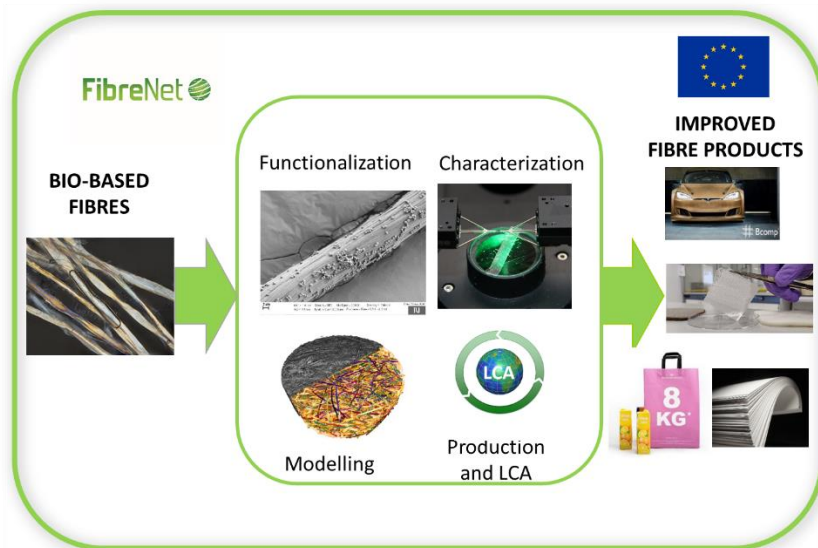 FibreNet
BIO-BASED
FIBRES
Functionalization
Characterization
LCA
Modelling
Production
and LCA
IMPROVED
FIBRE PRODUCTS
Bcomp
8
KG